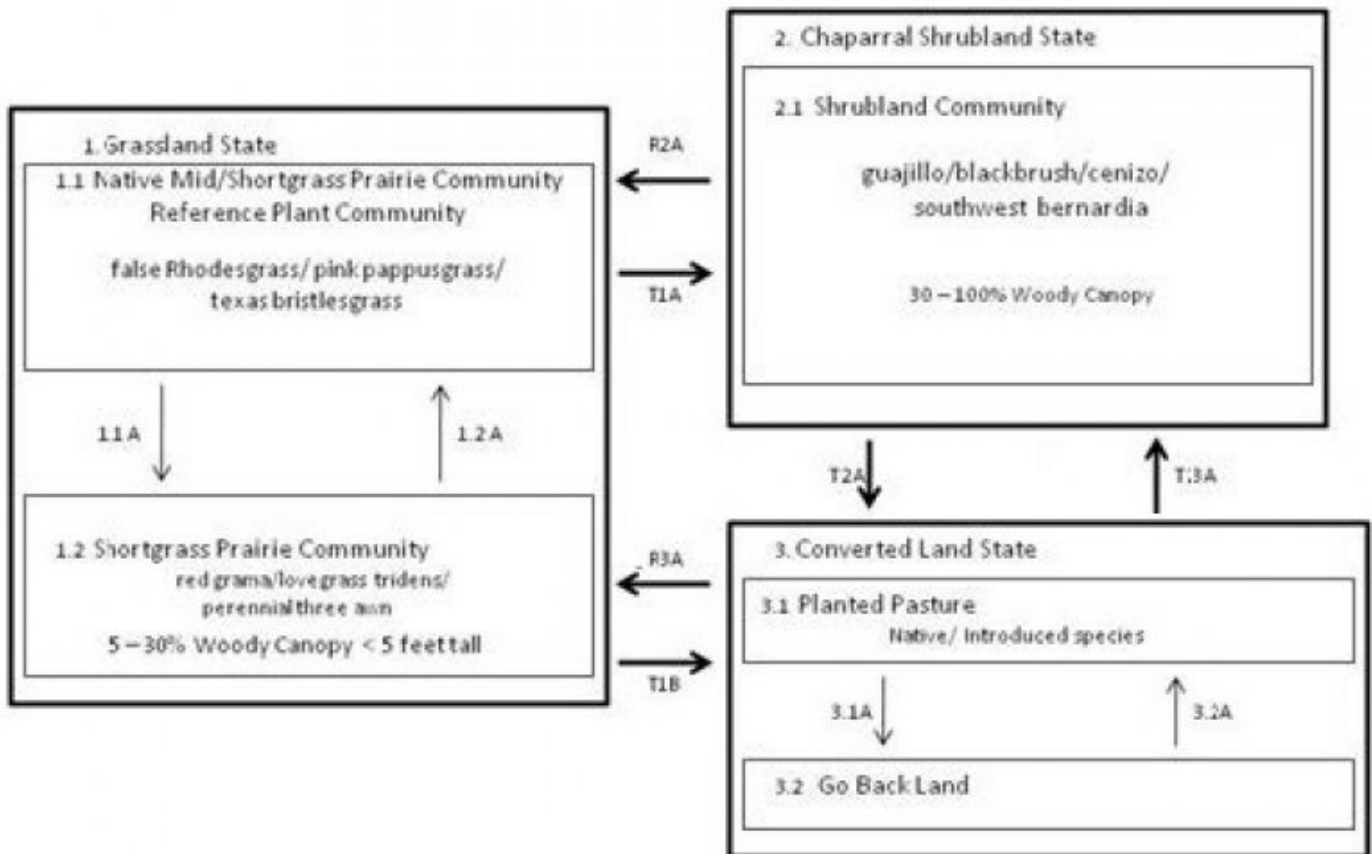 1. Grassland State
1.1 Native Mid/Shortgrass Prairie Community
Reference Plant Community
false Rhodesgrass/ pink pappusgrass/
texas bristlesgrass
1.1A
1.2A
1.2 Shortgrass Prairie Community
red grama/lovegrass tridens/
perennial three awn
5 – 30% Woody Canopy < 5 feet tall
R2A
T1A
2. Chaparral Shrubland State
2.1 Shrubland Community
guajillo/blackbrush/cenizo/
southwest bernardia
30 – 100% Woody Canopy
T2A
T3A
R3A
T1B
3. Converted Land State
3.1 Planted Pasture
Native/ Introduced species
3.1A
3.2A
3.2 Go Back Land